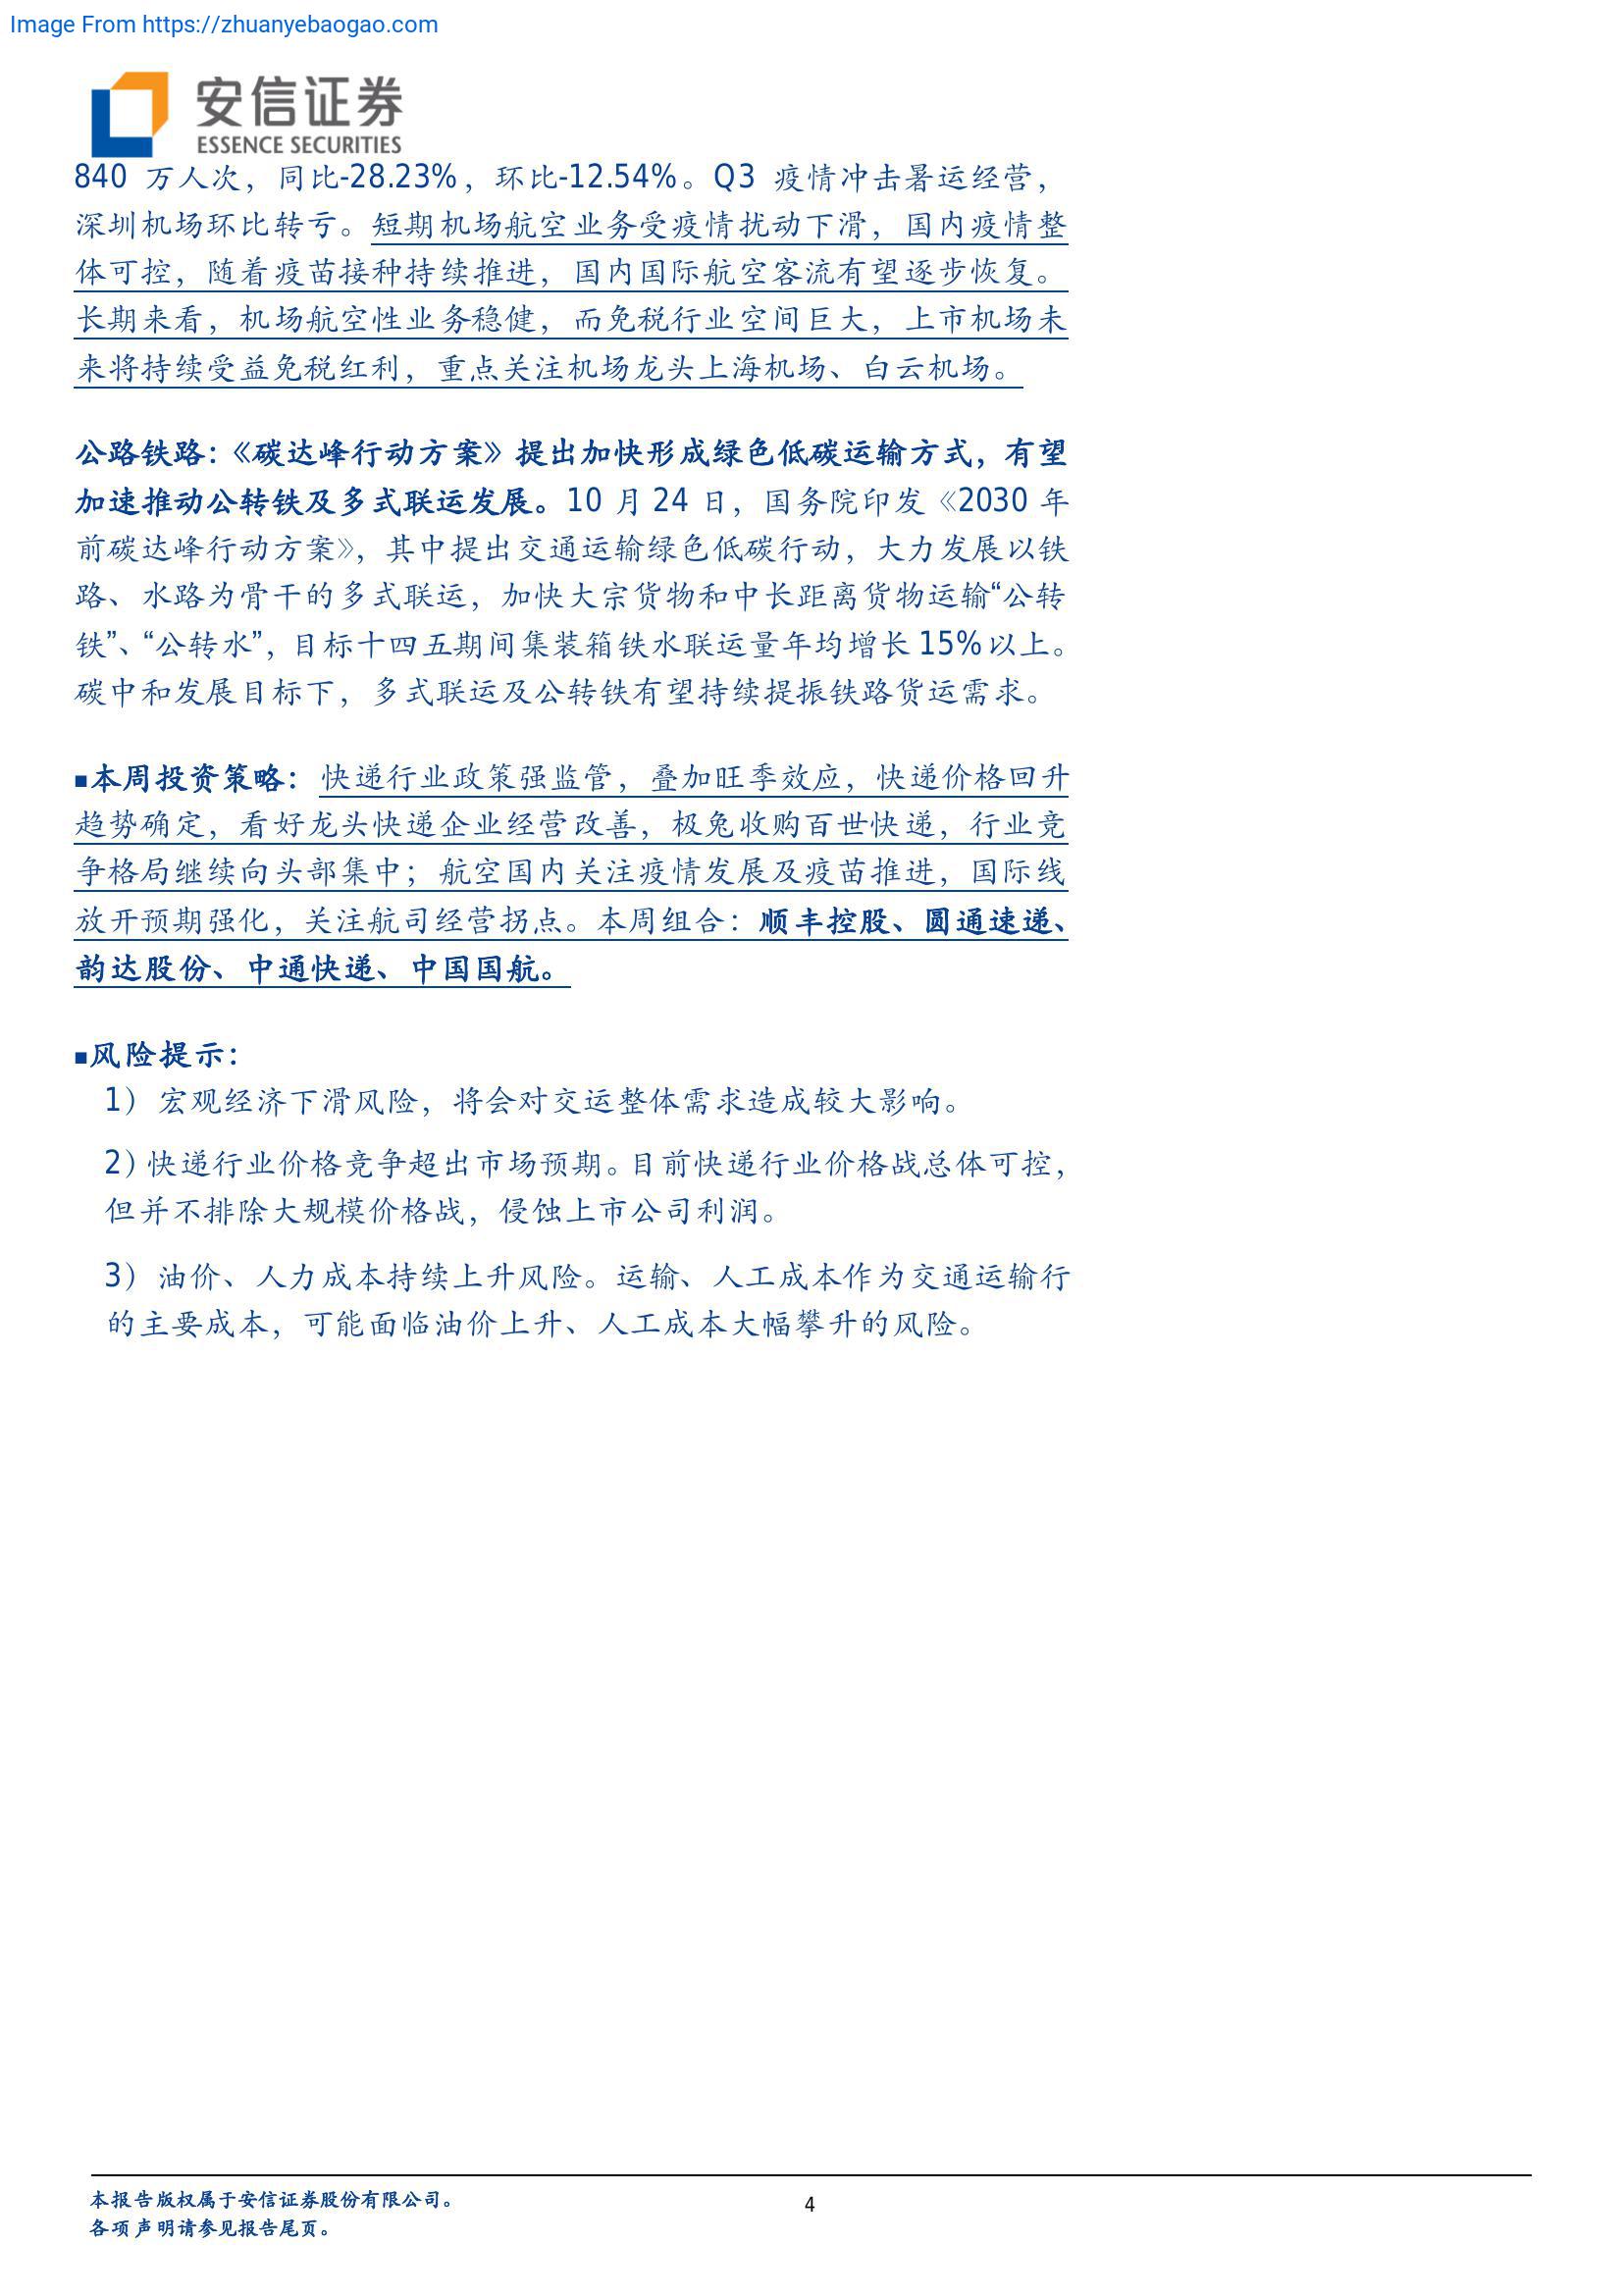 Image From https://zhuanyebaogao.com
安信证券
ESSENCE SECURITIES
840 万人次，同比-28.23%，环比-12.54%。Q3 疫情冲击暑运经营，
深圳机场环比转亏。短期机场航空业务受疫情扰动下滑，国内疫情整
体可控，随着疫苗接种持续推进，国内国际航空客流有望逐步恢复。
长期来看，机场航空性业务稳健，而免税行业空间巨大，上市机场未
来将持续受益免税红利，重点关注机场龙头上海机场、白云机场。
公路铁路：《碳达峰行动方案》提出加快形成绿色低碳运输方式，有望
加速推动公转铁及多式联运发展。10 月 24 日，国务院印发《2030 年
前碳达峰行动方案》，其中提出交通运输绿色低碳行动，大力发展以铁
路、水路为骨干的多式联运，加快大宗货物和中长距离货物运输“公转
铁”、“公转水”，目标十四五期间集装箱铁水联运量年均增长 15%以上。
碳中和发展目标下，多式联运及公转铁有望持续提振铁路货运需求。
■本周投资策略：快递行业政策强监管，叠加旺季效应，快递价格回升
趋势确定，看好龙头快递企业经营改善，极兔收购百世快递，行业竞
争格局继续向头部集中；航空国内关注疫情发展及疫苗推进，国际线
放开预期强化，关注航司经营拐点。本周组合：顺丰控股、圆通速递、
韵达股份、中通快递、中国国航。
■风险提示：
1） 宏观经济下滑风险，将会对交运整体需求造成较大影响。
2）快递行业价格竞争超出市场预期。目前快递行业价格战总体可控，
但并不排除大规模价格战，侵蚀上市公司利润。
3） 油价、人力成本持续上升风险。运输、人工成本作为交通运输行
的主要成本，可能面临油价上升、人工成本大幅攀升的风险。
本报告版权属于安信证券股份有限公司。
4
各项声明请参见报告尾页。